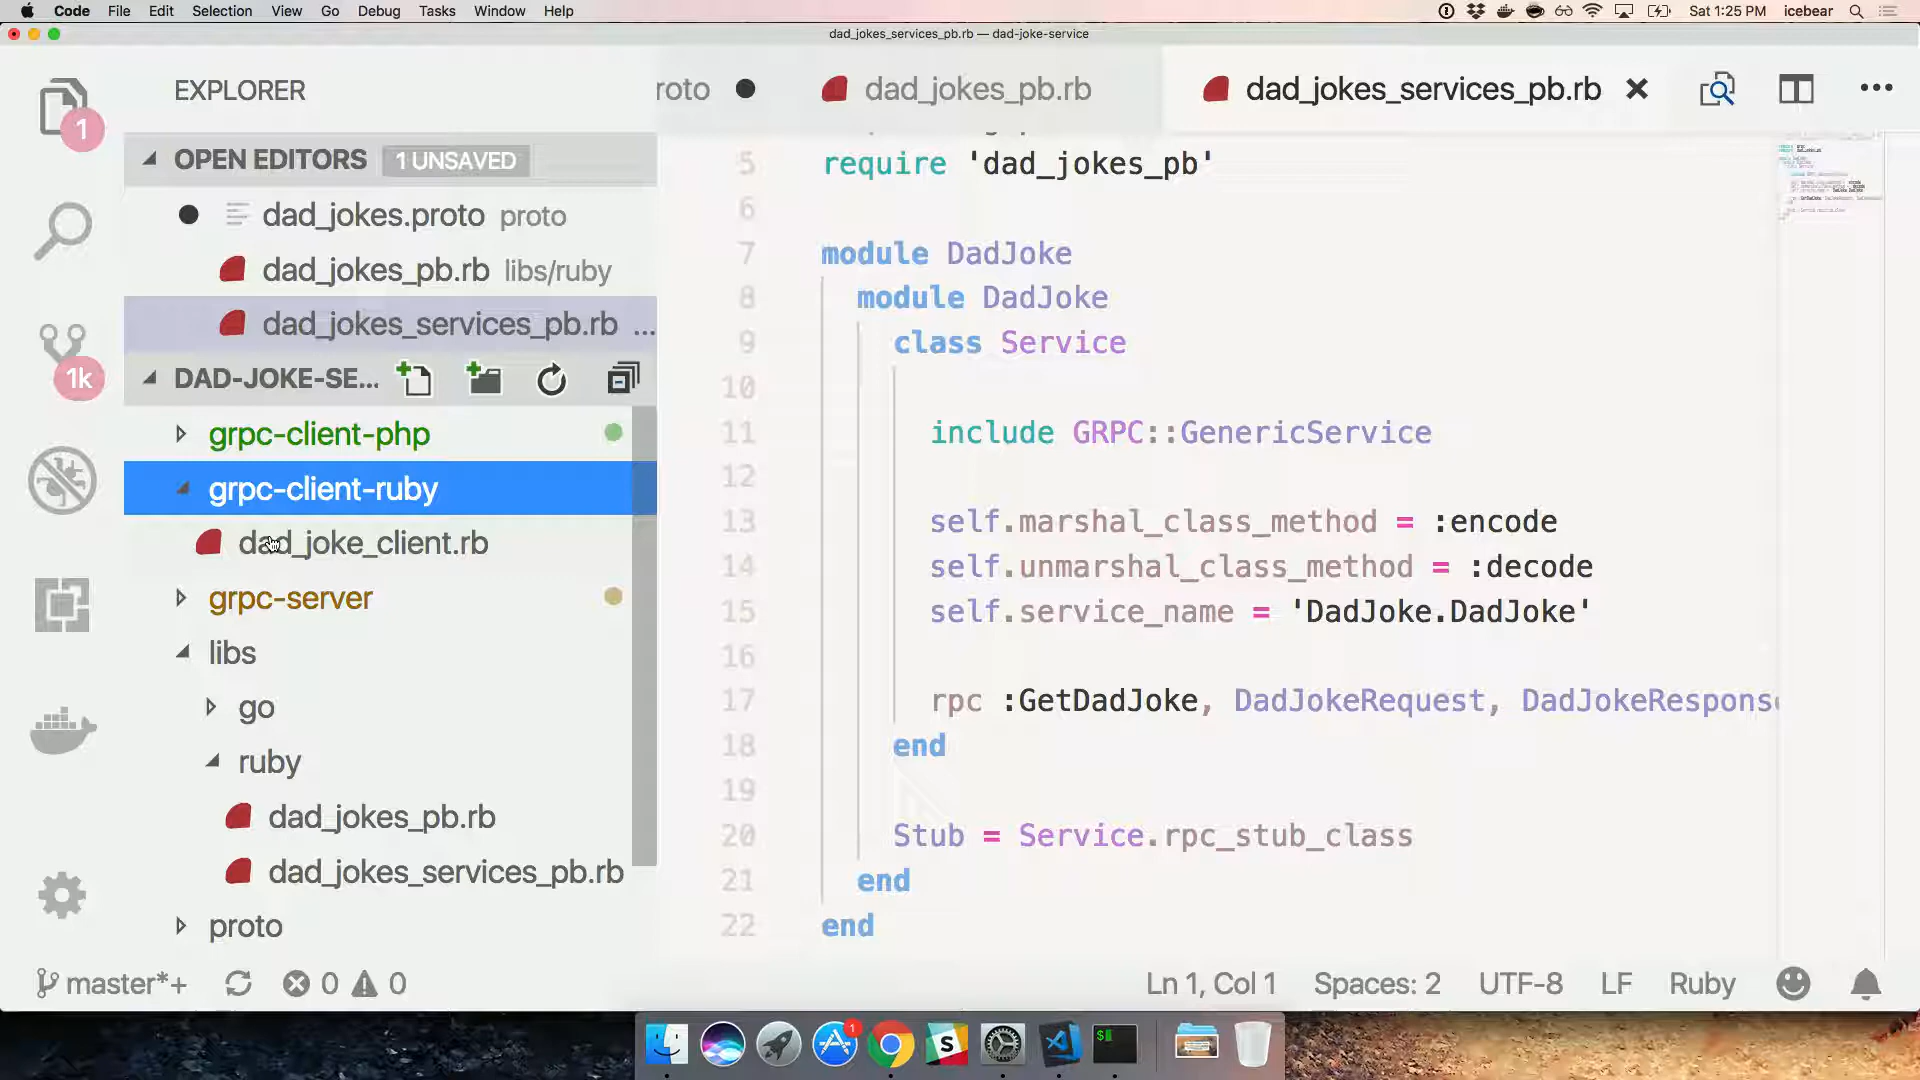 Code File Edit Selection View Go Debug Tasks Window Help
Sat 1:25 PM icebear
dad_jokes_services_pb.rb — dad-joke-service
EXPLORER
roto
dad_jokes_pb.rb
dad_jokes_services_pb.rb
1
OPEN EDITORS 1 UNSAVED
dad_jokes.proto proto
dad_jokes_pb.rb libs/ruby
dad_jokes_services_pb.rb ...
1k
DAD-JOKE-SE...
grpc-client-php
grpc-client-ruby
dad_joke_client.rb
grpc-server
libs
go
ruby
dad_jokes_pb.rb
dad_jokes_services_pb.rb
proto
5 require 'dad_jokes_pb'
6
7 module DadJoke
8 module DadJoke
9 class Service
10
11 include GRPC::GenericService
12
13 self.marshal_class_method = :encode
14 self.unmarshal_class_method = :decode
15 self.service_name = 'DadJoke.DadJoke'
16
17 rpc :GetDadJoke, DadJokeRequest, DadJokeRespons
18 end
19
20 Stub = Service.rpc_stub_class
21 end
22 end
master*+ 0 0
Ln 1, Col 1 Spaces: 2 UTF-8 LF Ruby
1
S
$